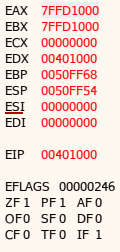 EAX 7FFD1000
EBX 7FFD1000
ECX 00000000
EDX 00401000
EBP 0050FF68
ESP 0050FF54
ESI 00000000
EDI 00000000
EIP 00401000
EFLAGS 00000246
ZF 1 PF 1 AF 0
OF 0 SF 0 DF 0
CF 0 TF 0 IF 1